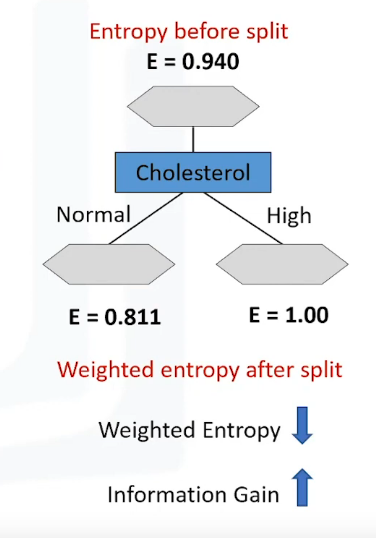 Entropy before split
E = 0.940
Cholesterol
Normal
High
E = 0.811
E = 1.00
Weighted entropy after split
Weighted Entropy
Information Gain